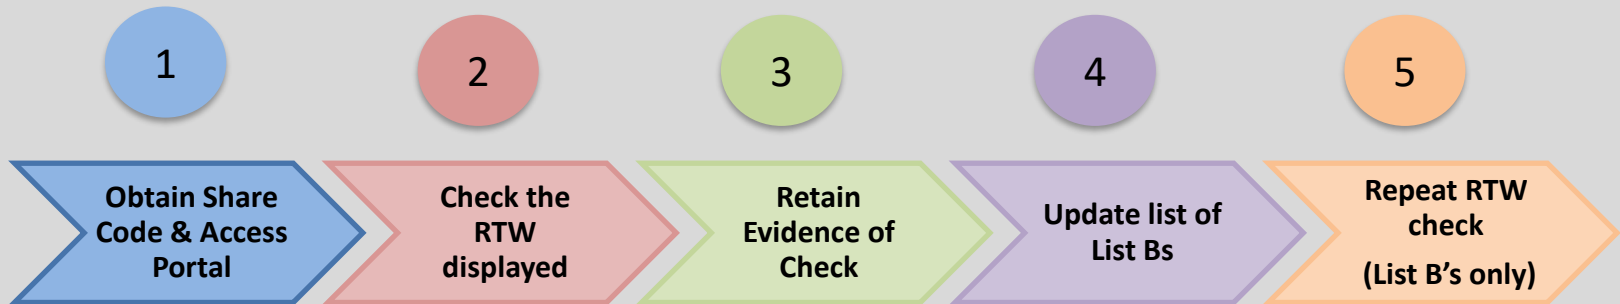 1
2
3
4
5
Obtain Share
Code & Access
Portal
Check the
RTW
displayed
Retain
Evidence of
Check
Update list of
List Bs
Repeat RTW
check
(List B’s only)